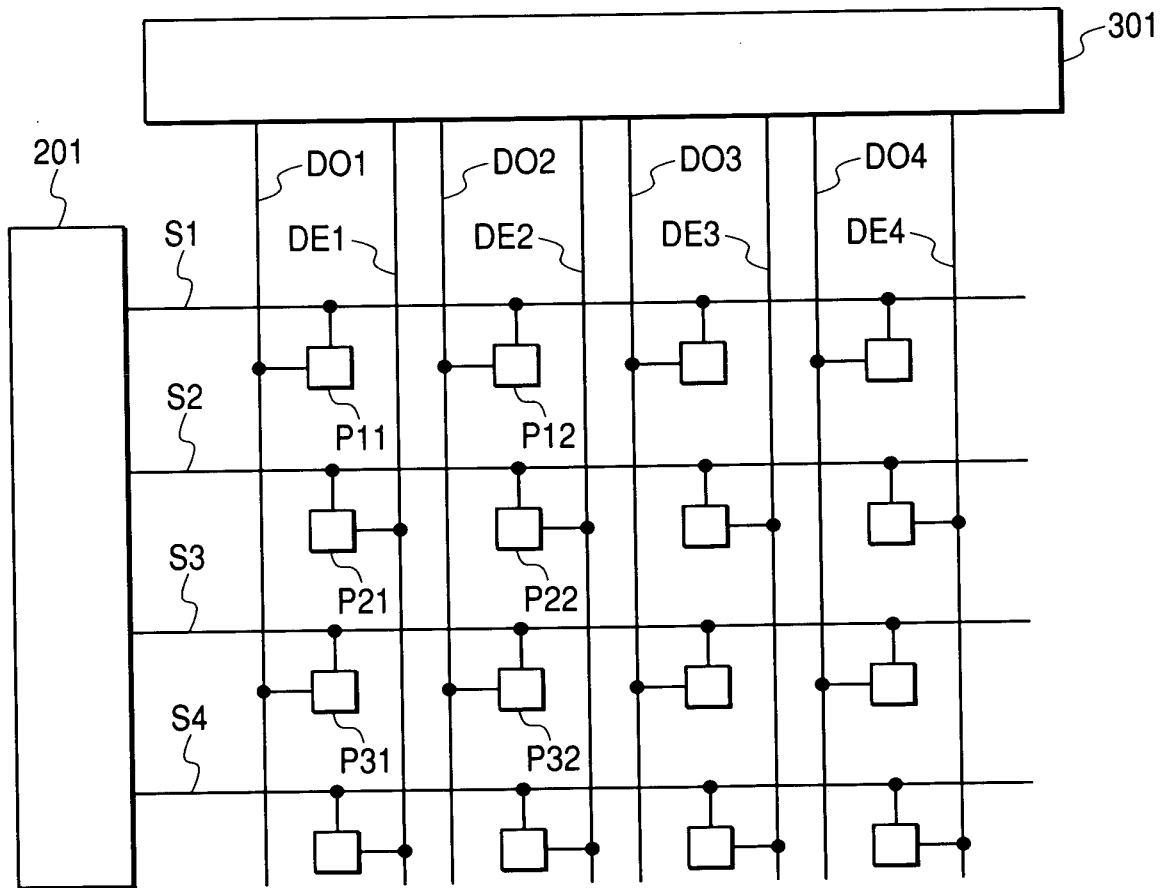 301
201
DO1
DO2
DO3
DO4
S1
DE1
DE2
DE3
DE4
S2
P11
P12
S3
P21
P22
S4
P31
P32